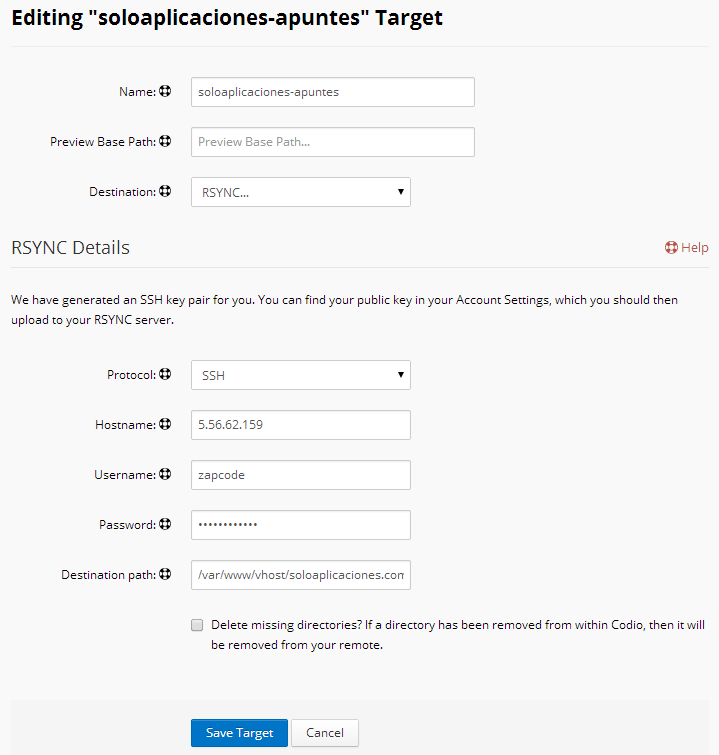 Editing "soloaplicaciones-apuntes" Target
Name: soloaplicaciones-apuntes
Preview Base Path: Preview Base Path...
Destination: RSYNC...
RSYNC Details Help
We have generated an SSH key pair for you. You can find your public key in your Account Settings, which you should then
upload to your RSYNC server.
Protocol: SSH
Hostname: 5.56.62.159
Username: zapcode
Password: ••••••••••••
Destination path: /var/www/vhost/soloaplicaciones.com
Delete missing directories? If a directory has been removed from within Codio, then it will
be removed from your remote.
Save Target Cancel